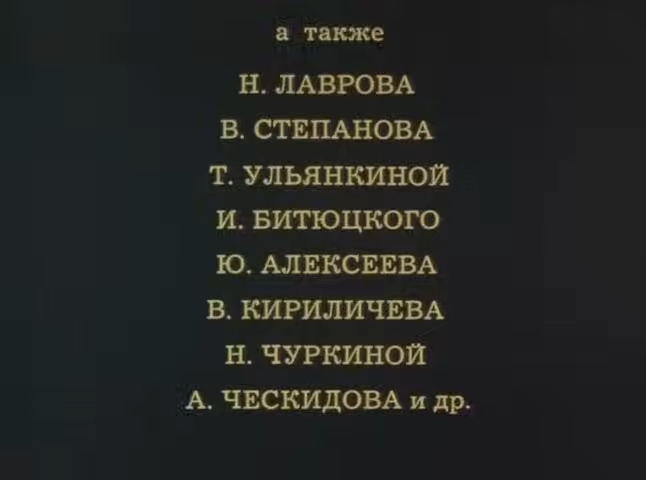 а также
Н. ЛАВРОВА
В. СТЕПАНОВА
Т. УЛЬЯНКИНОЙ
И. БИТЮЦКОГО
Ю. АЛЕКСЕЕВА
В. КИРИЛИЧЕВА
Н. ЧУРКИНОЙ
А. ЧЕСКИДОВА и др.